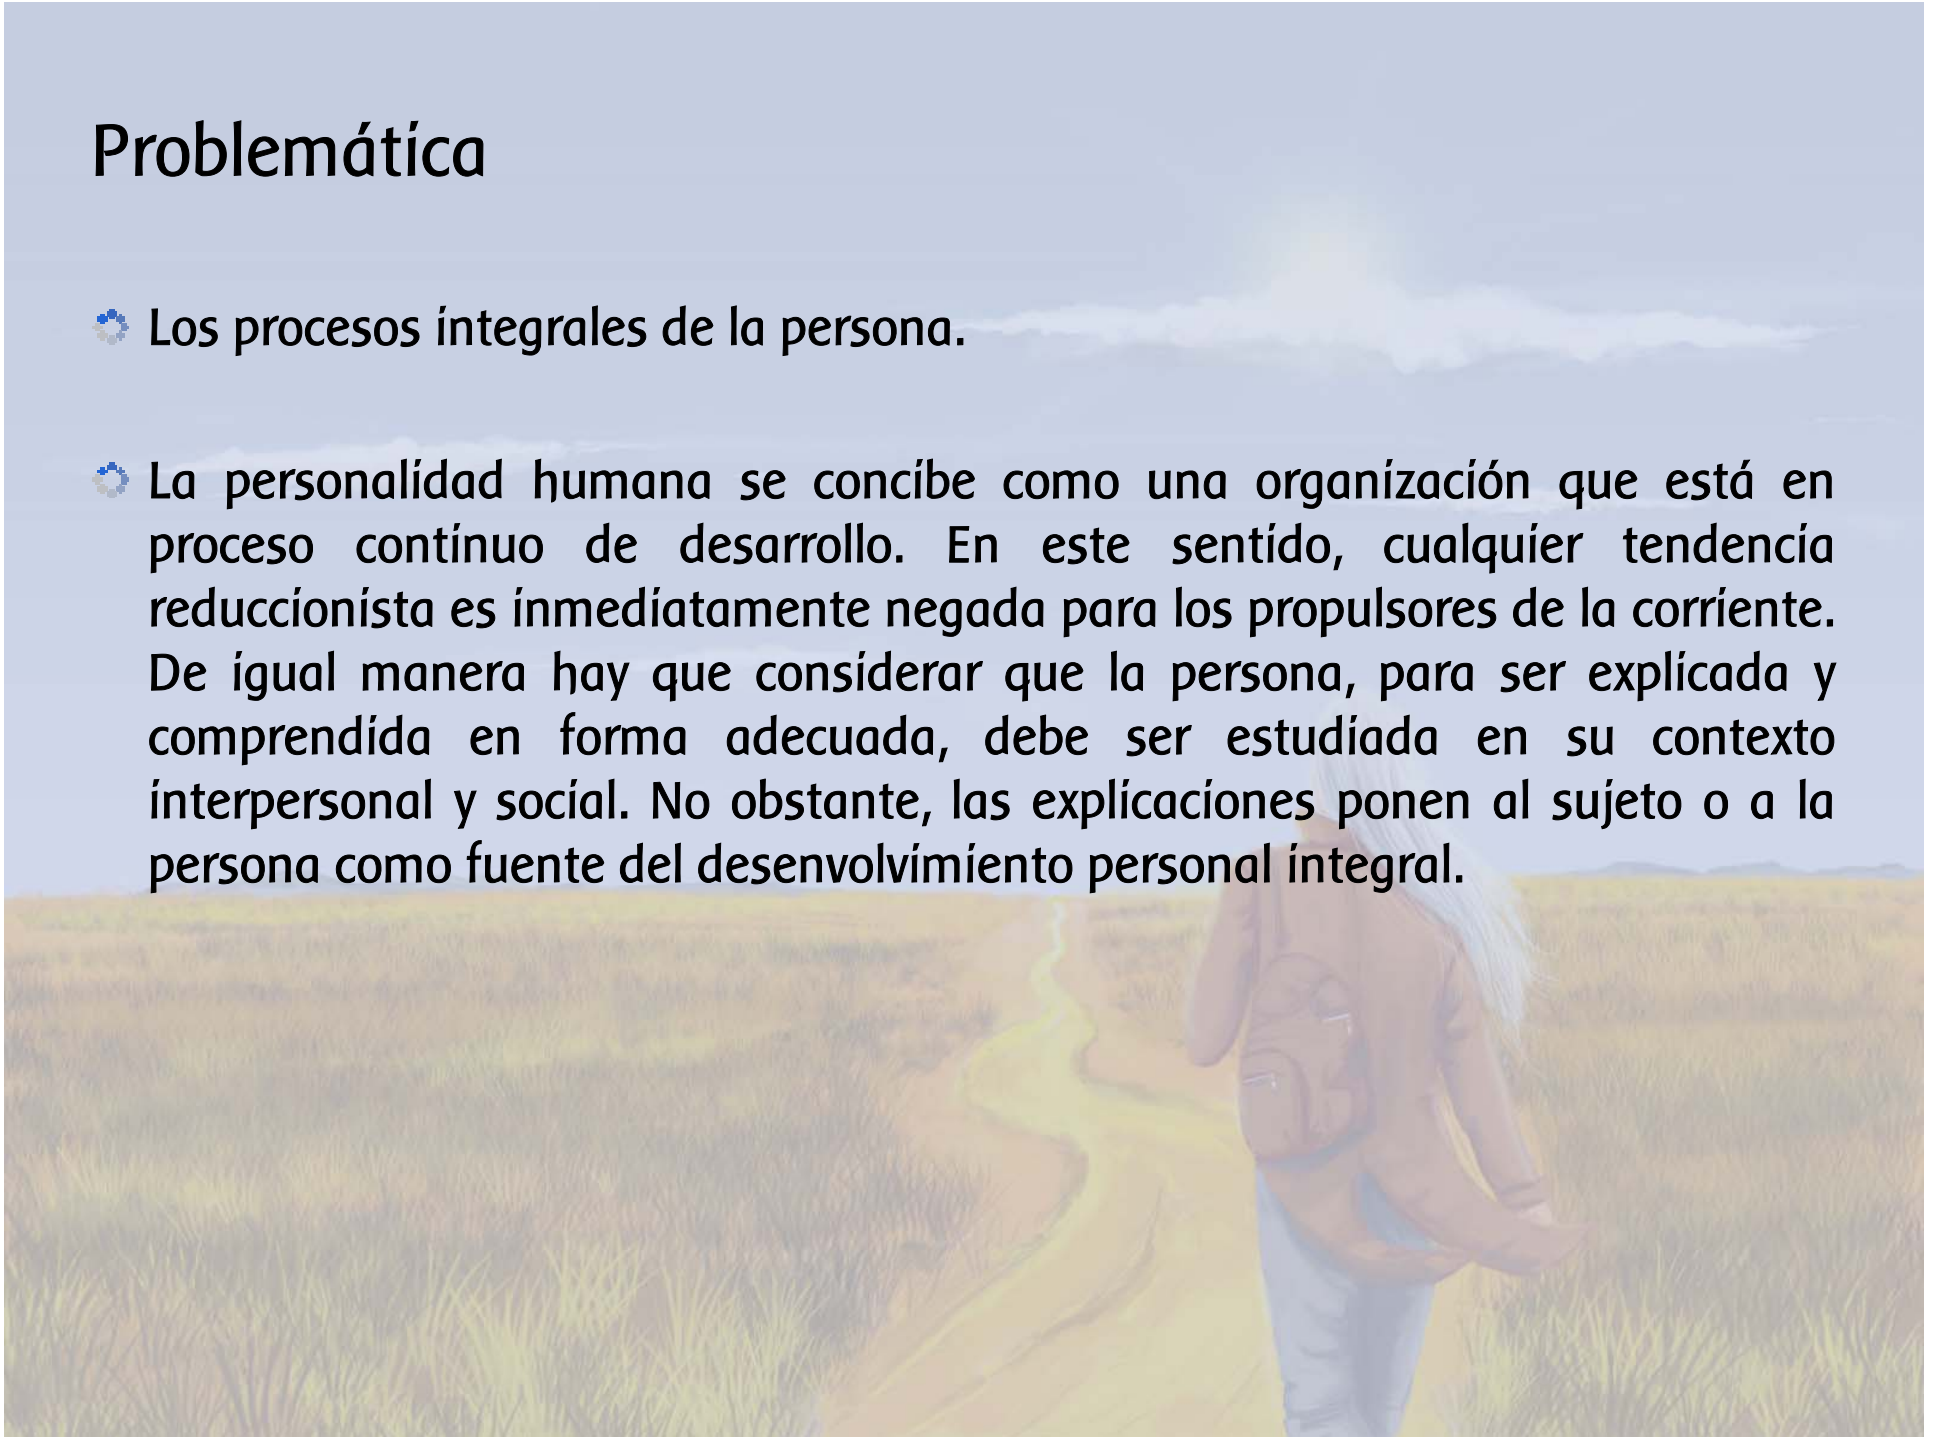 Problemática
Los procesos integrales de la persona.
La personalidad humana se concibe como una organización que está en
proceso continuo de desarrollo. En este sentido, cualquier tendencia
reduccionista es inmediatamente negada para los propulsores de la corriente.
De igual manera hay que considerar que la persona, para ser explicada y
comprendida en forma adecuada, debe ser estudiada en su contexto
interpersonal y social. No obstante, las explicaciones ponen al sujeto o a la
persona como fuente del desenvolvimiento personal integral.